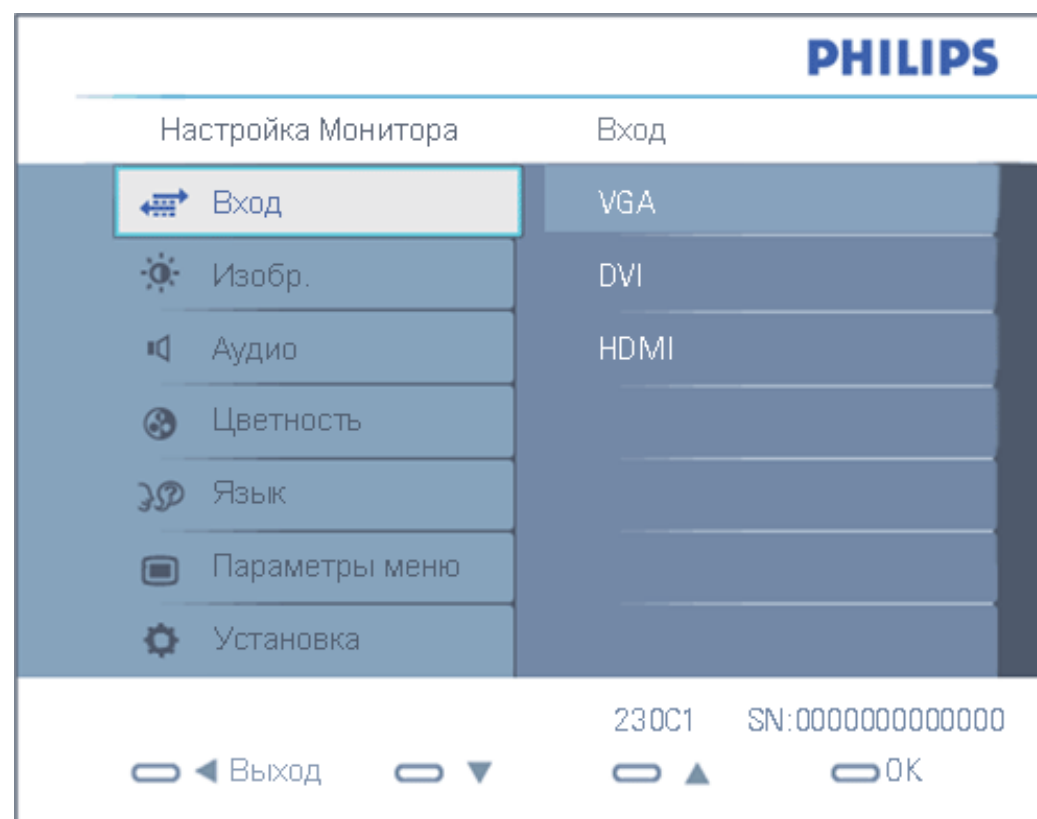 PHILIPS
Настройка Монитора Вход
Вход VGA
Изобр. DVI
Аудио HDMI
Цветность
Язык
Параметры меню
Установка
230C1 SN:0000000000000
Выход OK